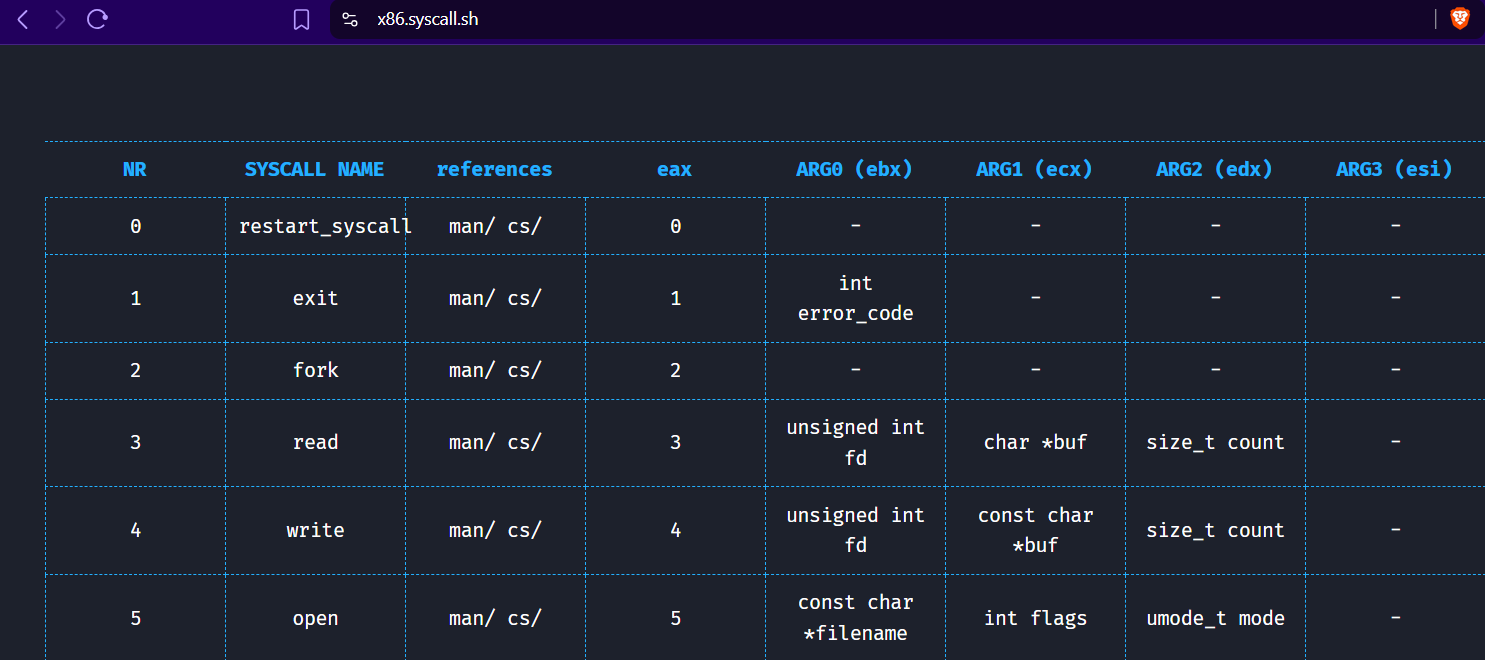 x86.syscall.sh
NR SYSCALL NAME references eax ARG0 (ebx) ARG1 (ecx) ARG2 (edx) ARG3 (esi)
0 restart_syscall man/ cs/ 0 - - - -
1 exit man/ cs/ 1 int error_code - - -
2 fork man/ cs/ 2 - - - -
3 read man/ cs/ 3 unsigned int fd char *buf size_t count -
4 write man/ cs/ 4 unsigned int fd const char *buf size_t count -
5 open man/ cs/ 5 const char *filename int flags umode_t mode -